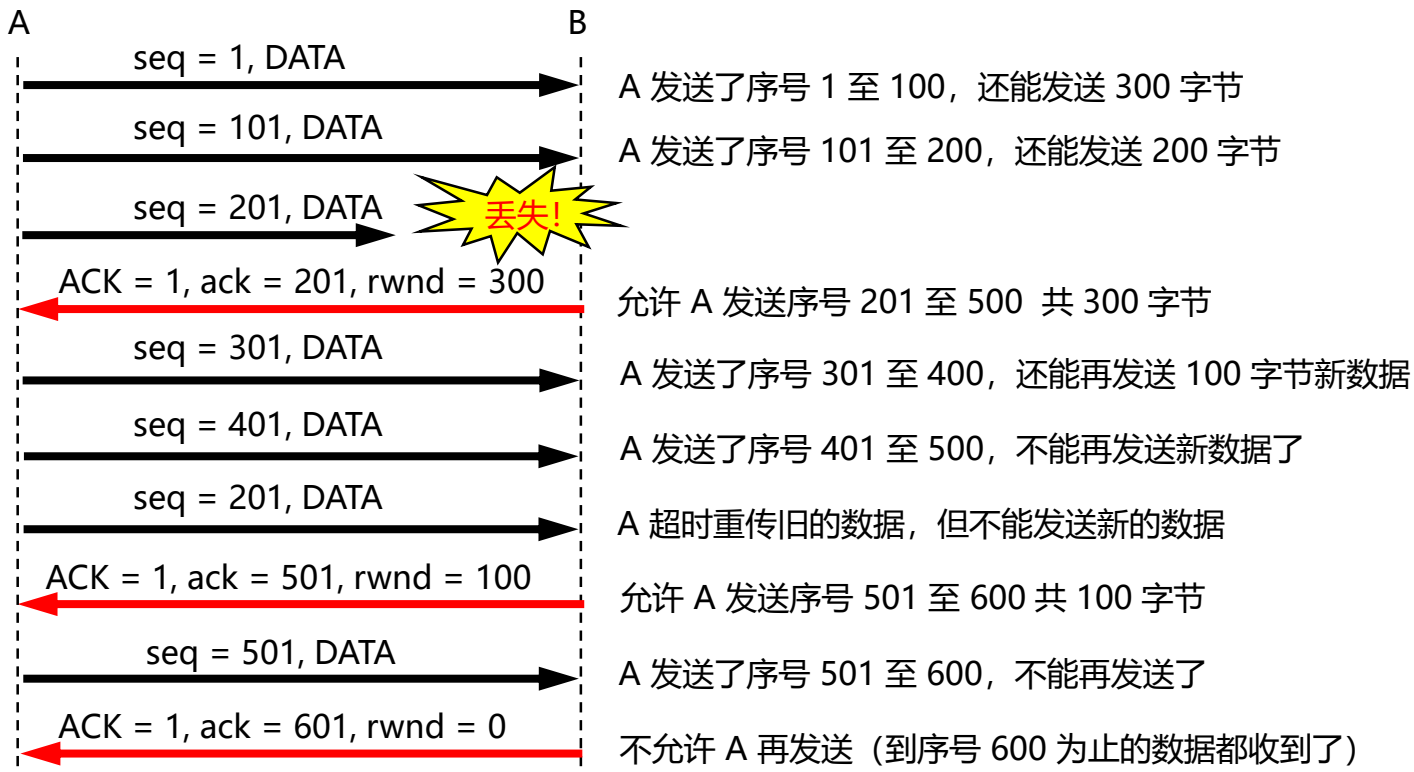 A
B
seq = 1, DATA
A 发送了序号 1 至 100，还能发送 300 字节
seq = 101, DATA
A 发送了序号 101 至 200，还能发送 200 字节
seq = 201, DATA
丢失!
ACK = 1, ack = 201, rwnd = 300
允许 A 发送序号 201 至 500 共 300 字节
seq = 301, DATA
A 发送了序号 301 至 400，还能再发送 100 字节新数据
seq = 401, DATA
A 发送了序号 401 至 500，不能再发送新数据了
seq = 201, DATA
A 超时重传旧的数据，但不能发送新的数据
ACK = 1, ack = 501, rwnd = 100
允许 A 发送序号 501 至 600 共 100 字节
seq = 501, DATA
A 发送了序号 501 至 600，不能再发送了
ACK = 1, ack = 601, rwnd = 0
不允许 A 再发送（到序号 600 为止的数据都收到了）